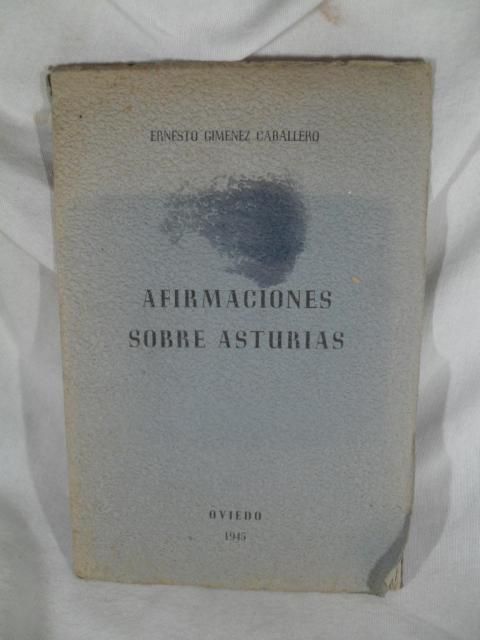 ERNESTO GIMENEZ CABALLERO
AFIRMACIONES
SOBRE ASTURIAS
OVIEDO
1945